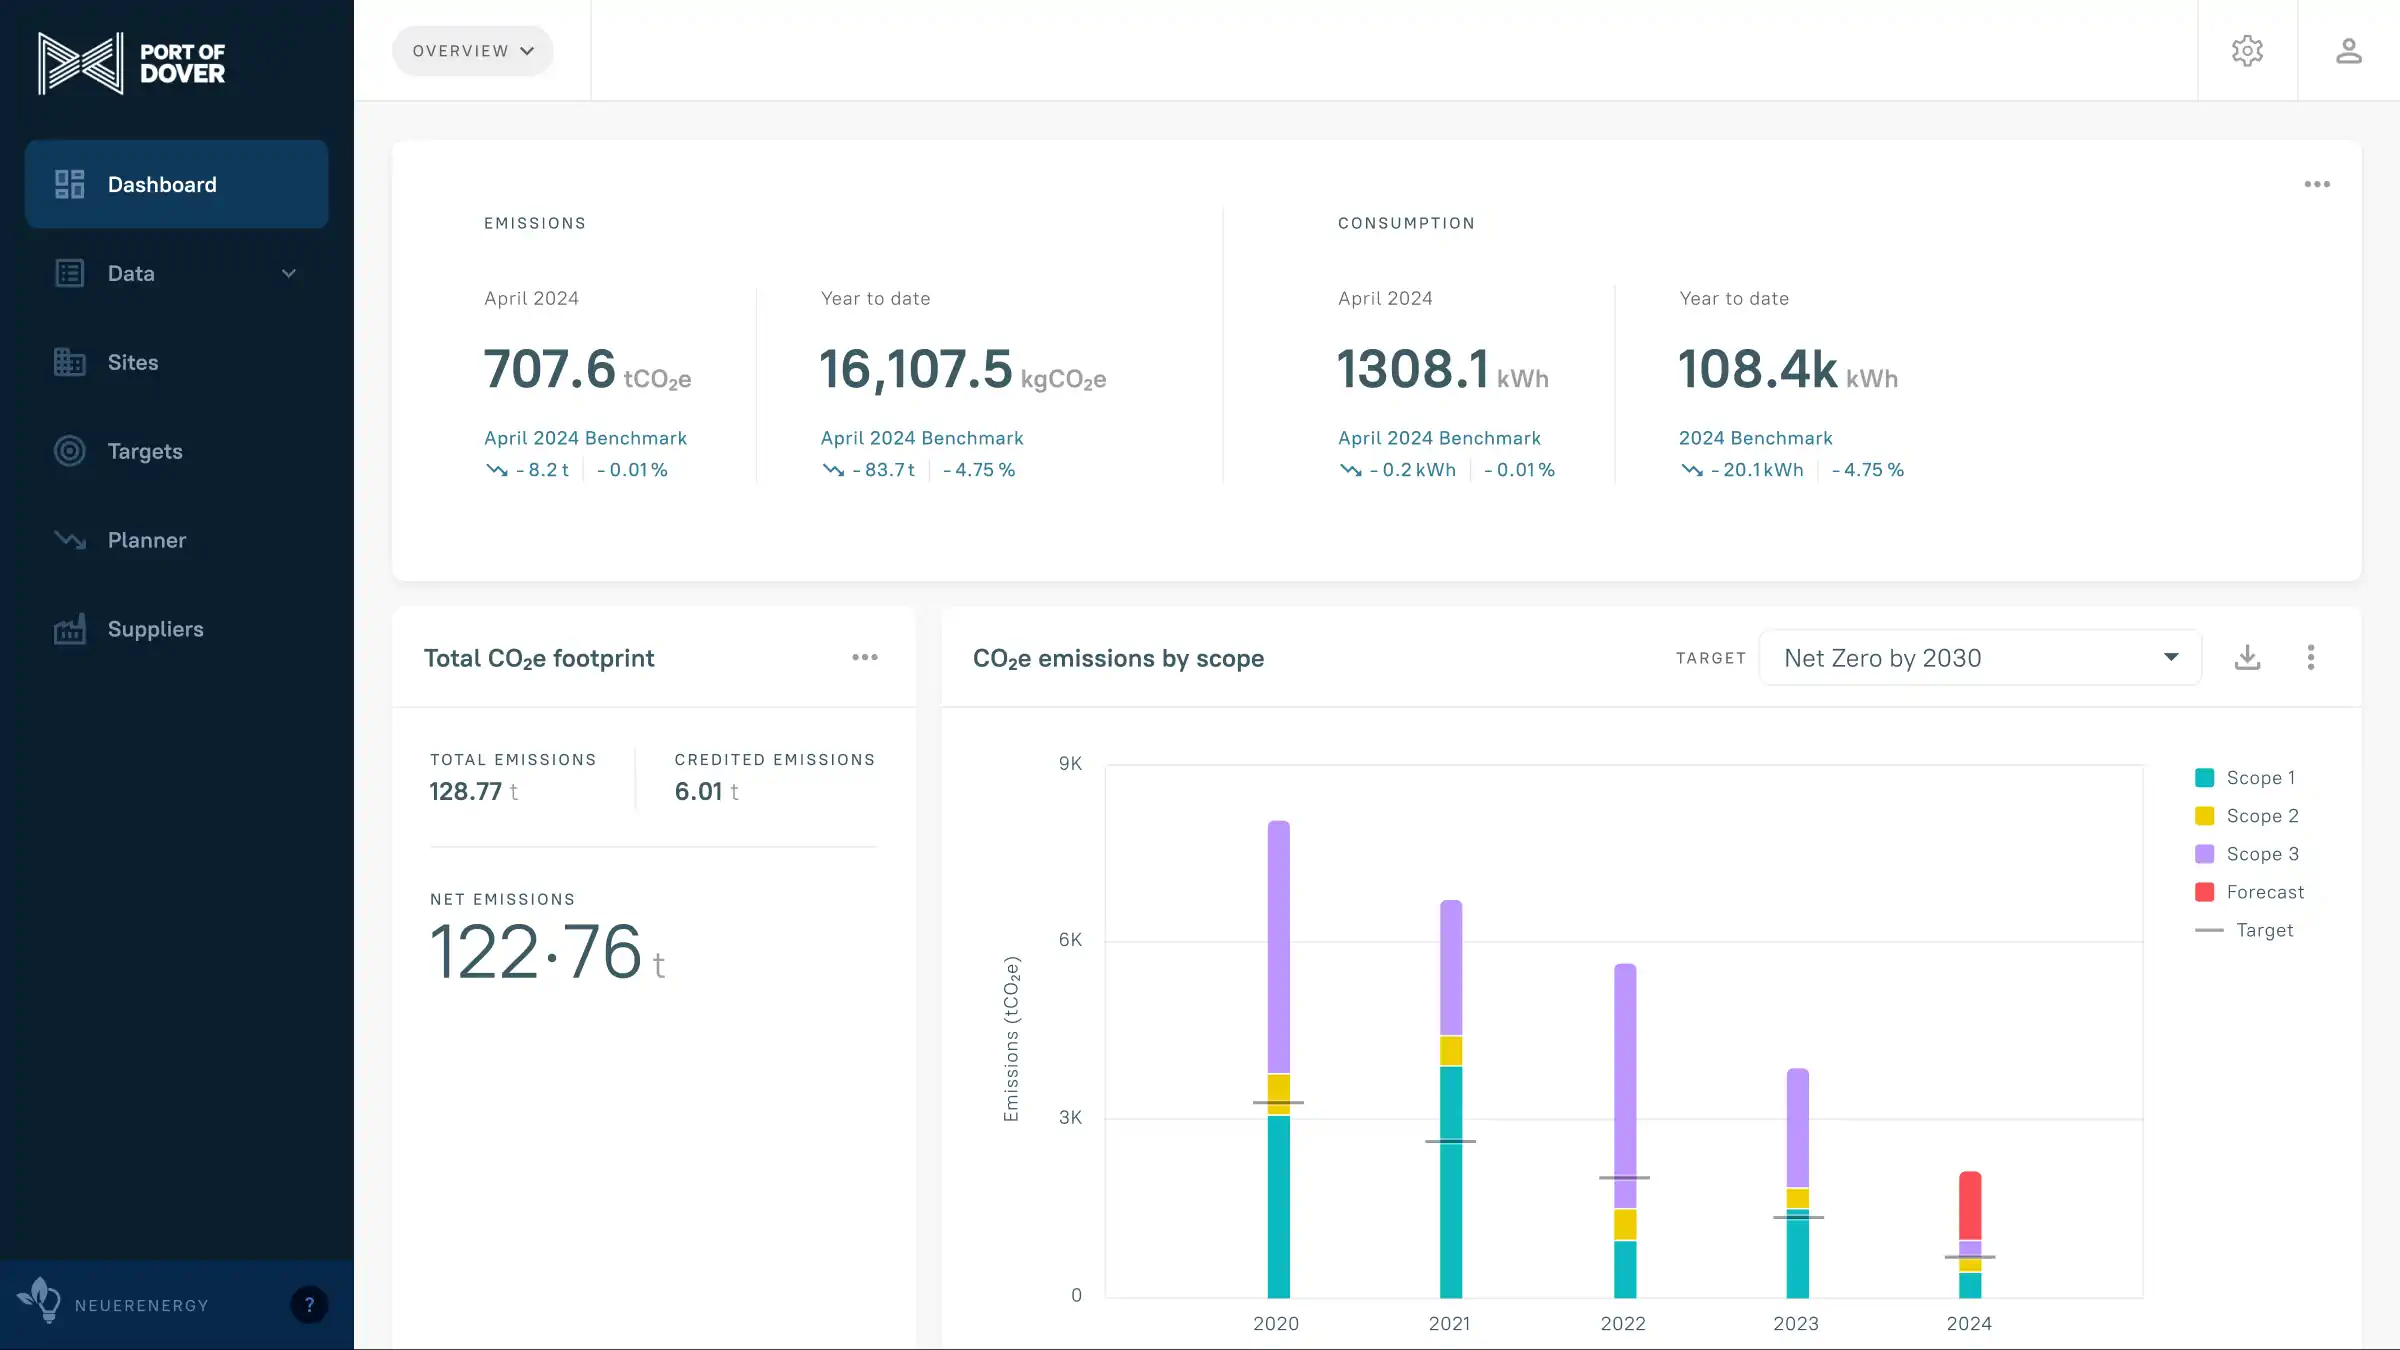 PORT OF
DOVER
Dashboard
Data
Sites
Targets
Planner
Suppliers
NEUERENERGY
?
OVERVIEW
EMISSIONS
April 2024
707.6 tCO₂e
April 2024 Benchmark
- 8.2 t - 0.01 %
Year to date
16,107.5 kgCO₂e
April 2024 Benchmark
- 83.7 t - 4.75 %
CONSUMPTION
April 2024
1308.1 kWh
April 2024 Benchmark
- 0.2 kWh - 0.01 %
Year to date
108.4k kWh
2024 Benchmark
- 20.1 kWh - 4.75 %
Total CO₂e footprint
TOTAL EMISSIONS
128.77 t
CREDITED EMISSIONS
6.01 t
NET EMISSIONS
122·76 t
CO₂e emissions by scope
TARGET
Net Zero by 2030
Emissions (tCO₂e)
9K
6K
3K
0
2020
2021
2022
2023
2024
Scope 1
Scope 2
Scope 3
Forecast
Target